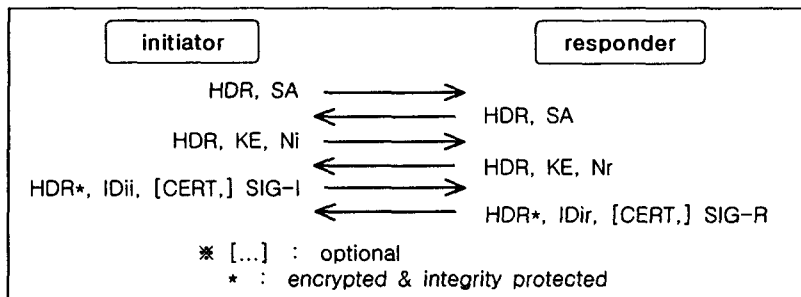 initiator responder
HDR, SA
HDR, SA
HDR, KE, Ni
HDR, KE, Nr
HDR*, IDii, [CERT,] SIG-I
HDR*, IDir, [CERT,] SIG-R
※ [...] : optional
* : encrypted & integrity protected